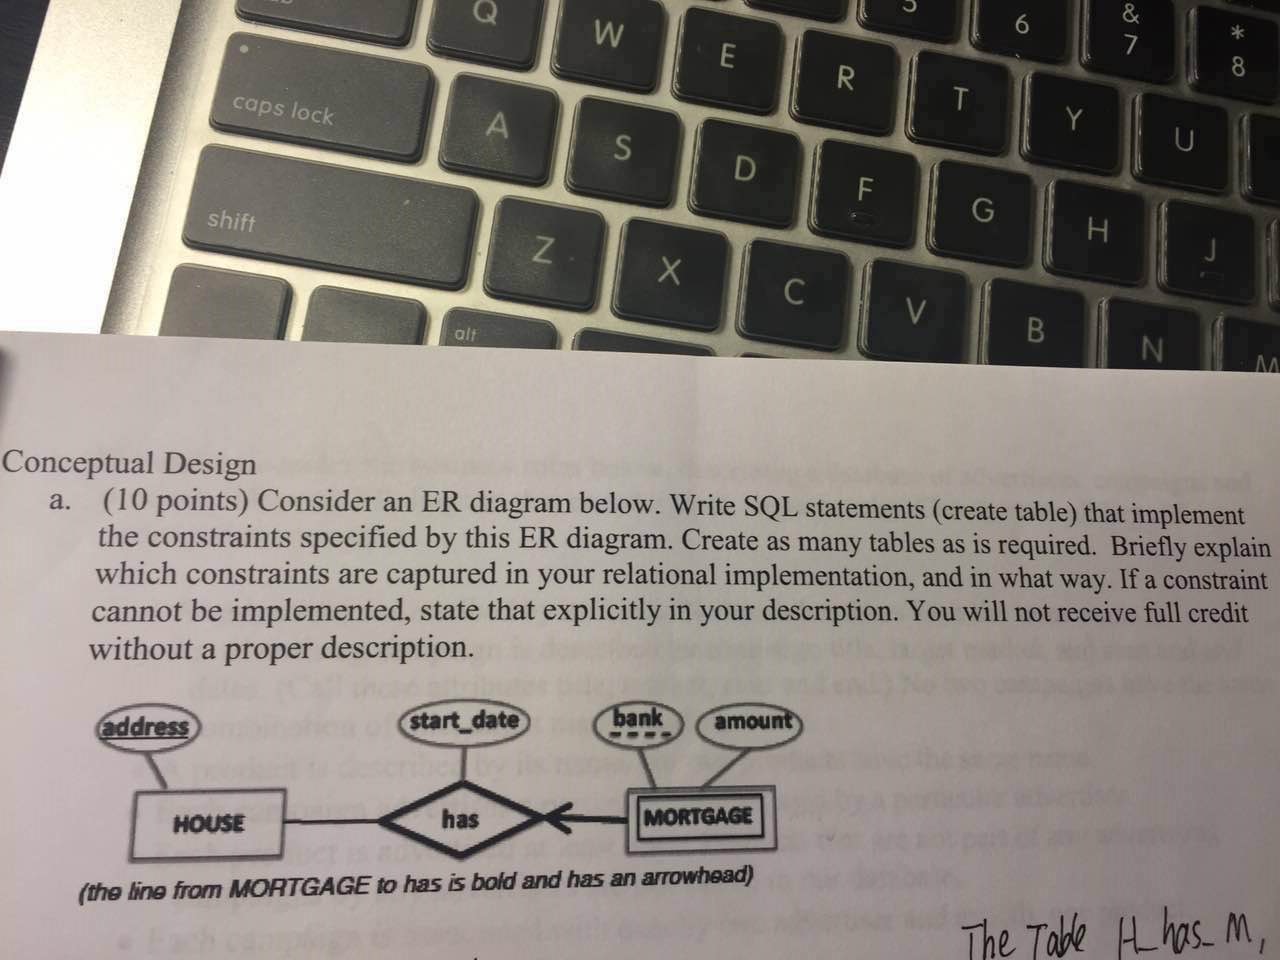 Q W E R T Y U
5 6 & 7 * 8
caps lock A S D F G H J
shift Z X C V B N M
alt
Conceptual Design
a. (10 points) Consider an ER diagram below. Write SQL statements (create table) that implement
the constraints specified by this ER diagram. Create as many tables as is required. Briefly explain
which constraints are captured in your relational implementation, and in what way. If a constraint
cannot be implemented, state that explicitly in your description. You will not receive full credit
without a proper description.
address start_date bank amount
HOUSE has MORTGAGE
(the line from MORTGAGE to has is bold and has an arrowhead)
The Table H_has_M,